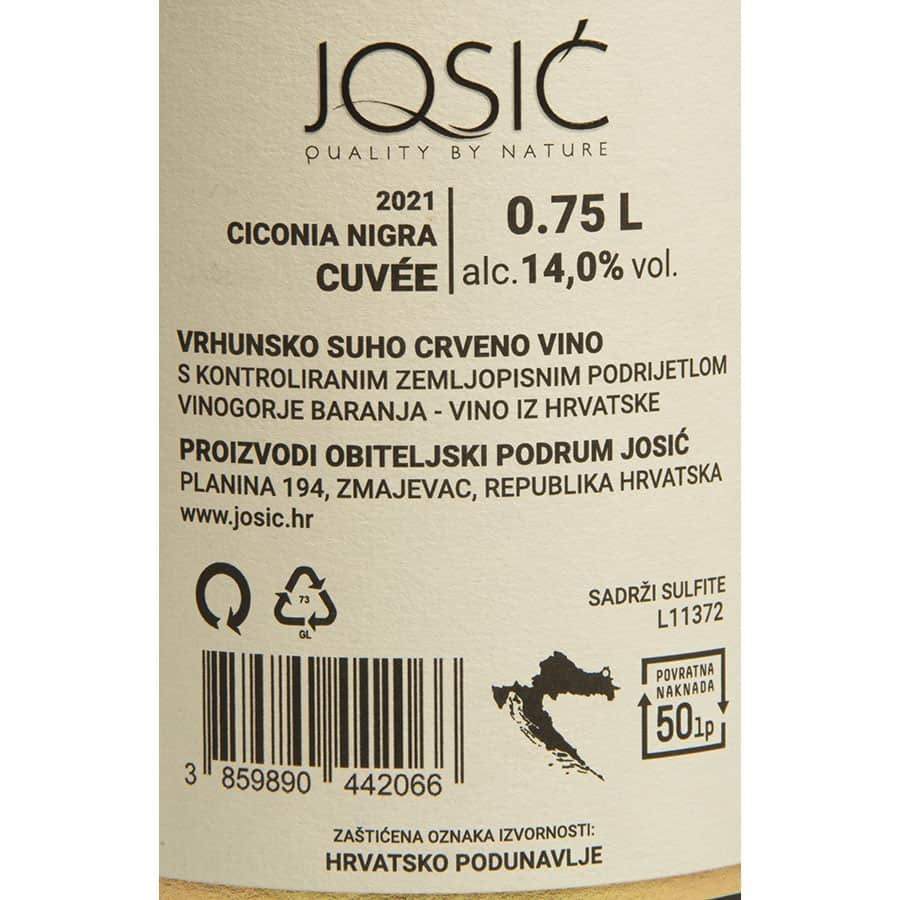 JOSIĆ
QUALITY BY NATURE
2021
CICONIA NIGRA
CUVÉE
0.75 L
alc. 14,0% vol.
VRHUNSKO SUHO CRVENO VINO
S KONTROLIRANIM ZEMLJOPISNIM PODRIJETLOM
VINOGORJE BARANJA - VINO IZ HRVATSKE
PROIZVODI OBITELJSKI PODRUM JOSIĆ
PLANINA 194, ZMAJEVAC, REPUBLIKA HRVATSKA
www.josic.hr
73
GL
SADRŽI SULFITE
L11372
POVRATNA
NAKNADA
50lp
3 859890 442066
ZAŠTIĆENA OZNAKA IZVORNOSTI:
HRVATSKO PODUNAVLJE